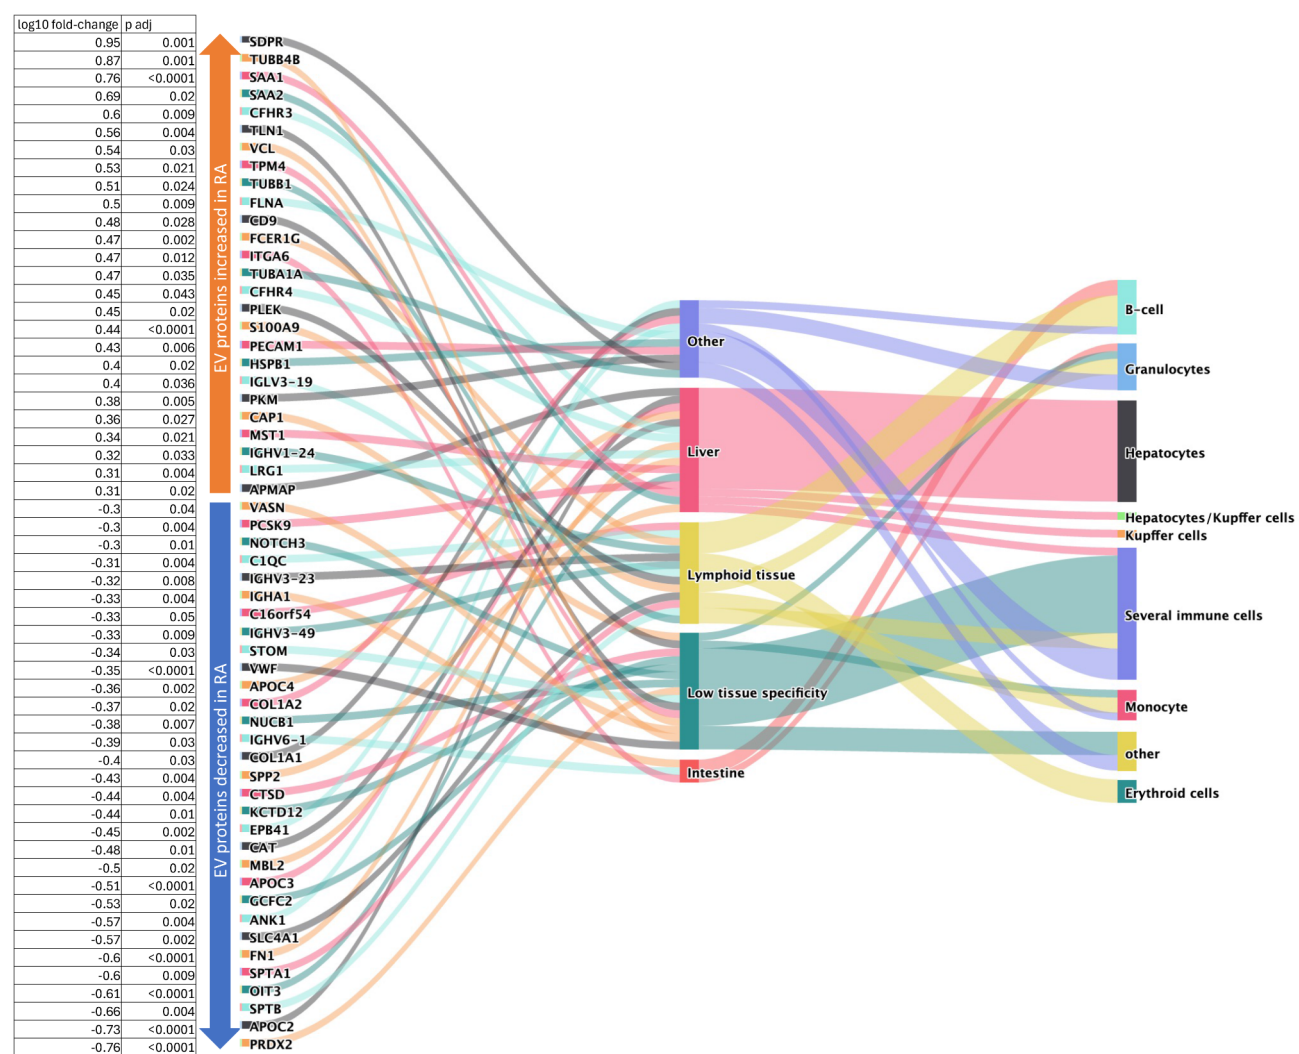 log10 fold-change p adj
0.95 0.001 SDPR
0.87 0.001 TUBB4B
0.76 <0.0001 SAA1
0.69 0.02 SAA2
0.6 0.009 CFHR3
0.56 0.004 TLN1
0.54 0.03 VCL
0.53 0.021 TPM4
0.51 0.024 TUBB1
0.5 0.009 FLNA
0.48 0.028 CD9
0.47 0.002 FCER1G
0.47 0.012 ITGA6
0.47 0.035 TUBA1A
0.45 0.043 CFHR4
0.45 0.02 PLEK
0.44 <0.0001 S100A9
0.43 0.006 PECAM1
0.4 0.02 HSPB1
0.4 0.036 IGLV3-19
0.38 0.005 PKM
0.36 0.027 CAP1
0.34 0.021 MST1
0.32 0.033 IGHV1-24
0.31 0.004 LRG1
0.31 0.02 APMAP
-0.3 0.04 VASN
-0.3 0.004 PCSK9
-0.3 0.01 NOTCH3
-0.31 0.004 C1QC
-0.32 0.008 IGHV3-23
-0.33 0.004 IGHA1
-0.33 0.05 C16orf54
-0.33 0.009 IGHV3-49
-0.34 0.03 STOM
-0.35 <0.0001 VWF
-0.36 0.002 APOC4
-0.37 0.02 COL1A2
-0.38 0.007 NUCB1
-0.39 0.03 IGHV6-1
-0.4 0.03 COL1A1
-0.43 0.004 SPP2
-0.44 0.004 CTSD
-0.44 0.01 KCTD12
-0.45 0.002 EPB41
-0.48 0.01 CAT
-0.5 0.02 MBL2
-0.51 <0.0001 APOC3
-0.53 0.02 GCFC2
-0.57 0.004 ANK1
-0.57 0.002 SLC4A1
-0.6 <0.0001 FN1
-0.6 0.009 SPTA1
-0.61 <0.0001 OIT3
-0.66 0.004 SPTB
-0.73 <0.0001 APOC2
-0.76 <0.0001 PRDX2
EV proteins increased in RA
EV proteins decreased in RA
Other
Liver
Lymphoid tissue
Low tissue specificity
Intestine
B-cell
Granulocytes
Hepatocytes
Hepatocytes/Kupffer cells
Kupffer cells
Several immune cells
Monocyte
other
Erythroid cells